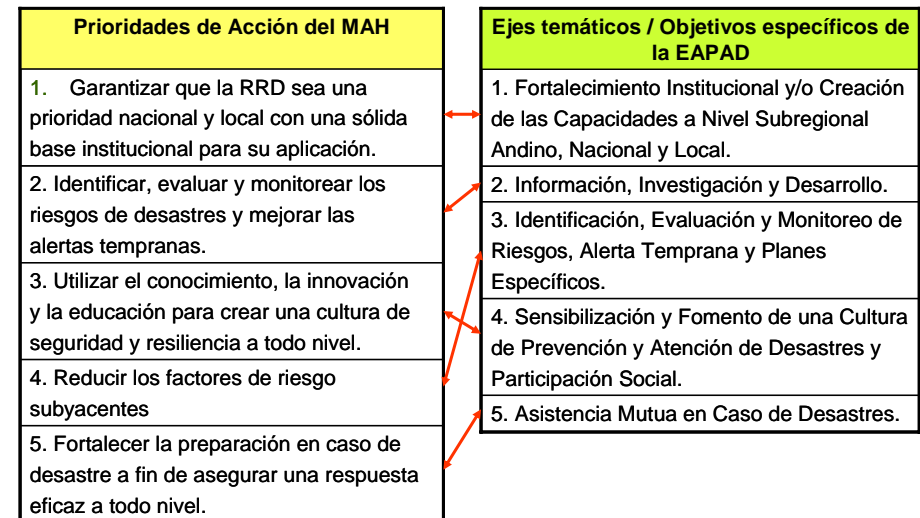 Prioridades de Acción del MAH
1. Garantizar que la RRD sea una
prioridad nacional y local con una sólida
base institucional para su aplicación.
2. Identificar, evaluar y monitorear los
riesgos de desastres y mejorar las
alertas tempranas.
3. Utilizar el conocimiento, la innovación
y la educación para crear una cultura de
seguridad y resiliencia a todo nivel.
4. Reducir los factores de riesgo
subyacentes
5. Fortalecer la preparación en caso de
desastre a fin de asegurar una respuesta
eficaz a todo nivel.
Ejes temáticos / Objetivos específicos de
la EAPAD
1. Fortalecimiento Institucional y/o Creación
de las Capacidades a Nivel Subregional
Andino, Nacional y Local.
2. Información, Investigación y Desarrollo.
3. Identificación, Evaluación y Monitoreo de
Riesgos, Alerta Temprana y Planes
Específicos.
4. Sensibilización y Fomento de una Cultura
de Prevención y Atención de Desastres y
Participación Social.
5. Asistencia Mutua en Caso de Desastres.